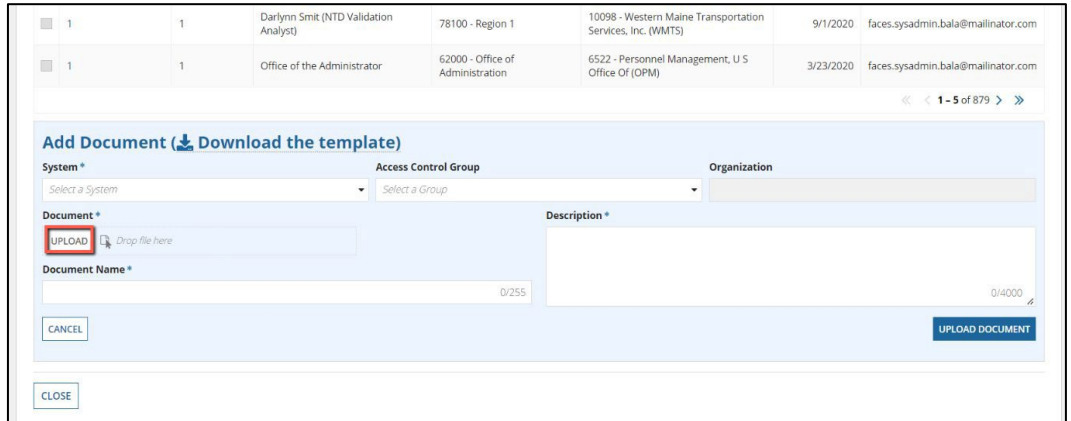 1 1 Darlynn Smit (NTD Validation Analyst) 78100 - Region 1 10098 - Western Maine Transportation Services, Inc. (WMTS) 9/1/2020 faces.sysadmin.bala@mailinator.com
1 1 Office of the Administrator 62000 - Office of Administration 6522 - Personnel Management, U S Office Of (OPM) 3/23/2020 faces.sysadmin.bala@mailinator.com
1 – 5 of 879
Add Document (Download the template)
System * Access Control Group Organization
Select a System Select a Group
Document * Description *
UPLOAD Drop file here
Document Name *
0/255 0/4000
CANCEL UPLOAD DOCUMENT
CLOSE